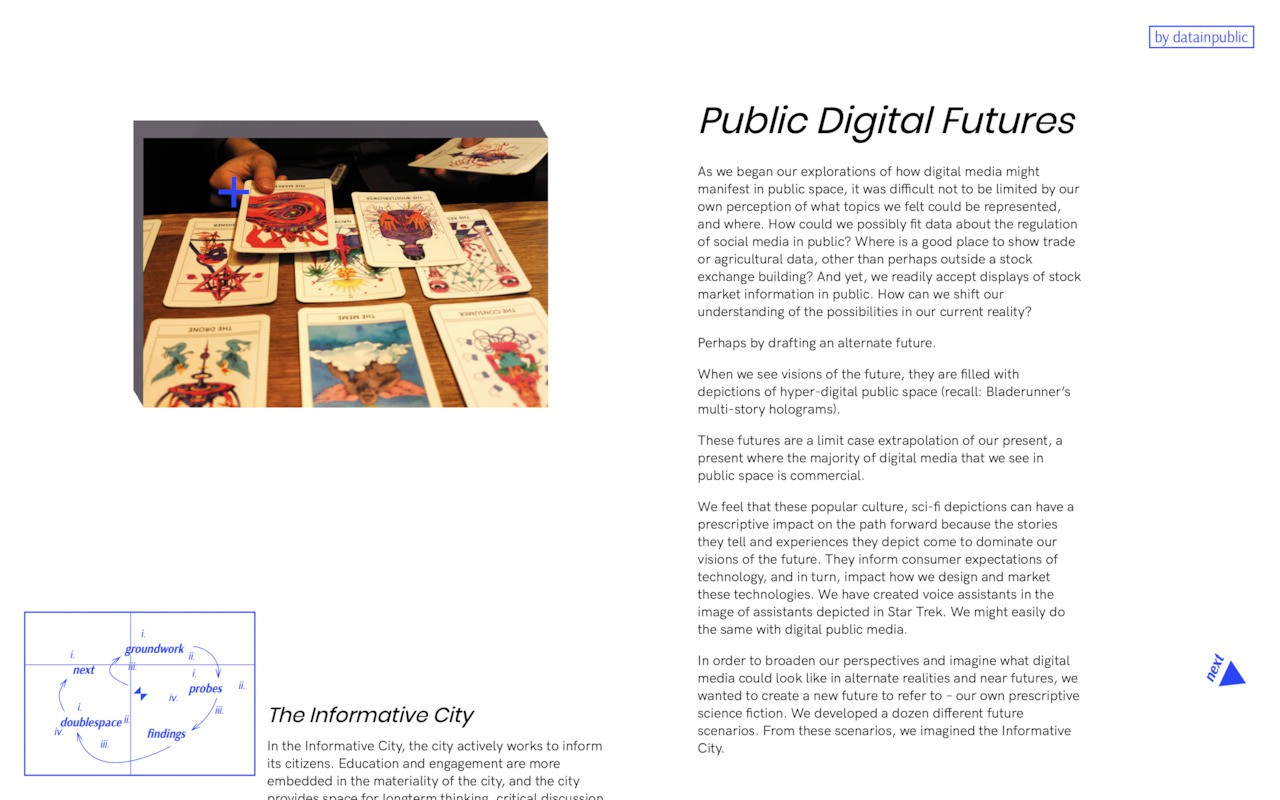 by datainpublic
Public Digital Futures
As we began our explorations of how digital media might
manifest in public space, it was difficult not to be limited by our
own perception of what topics we felt could be represented,
and where. How could we possibly fit data about the regulation
of social media in public? Where is a good place to show trade
or agricultural data, other than perhaps outside a stock
exchange building? And yet, we readily accept displays of stock
market information in public. How can we shift our
understanding of the possibilities in our current reality?
Perhaps by drafting an alternate future.
When we see visions of the future, they are filled with
depictions of hyper-digital public space (recall: Bladerunner's
multi-story holograms).
These futures are a limit case extrapolation of our present, a
present where the majority of digital media that we see in
public space is commercial.
We feel that these popular culture, sci-fi depictions can have a
prescriptive impact on the path forward because the stories
they tell and experiences they depict come to dominate our
visions of the future. They inform consumer expectations of
technology, and in turn, impact how we design and market
these technologies. We have created voice assistants in the
image of assistants depicted in Star Trek. We might easily do
the same with digital public media.
In order to broaden our perspectives and imagine what digital
media could look like in alternate realities and near futures, we
wanted to create a new future to refer to – our own prescriptive
science fiction. We developed a dozen different future
scenarios. From these scenarios, we imagined the Informative
City.
THE MARKET
THE WHISTLEBLOWER
THE DRONE
THE MEME
THE CONSUMER
i.
groundwork
ii.
iii.
i.
next
i.
probes
ii.
iii.
iv.
i.
doublespace
ii.
iii.
iv.
findings
next
The Informative City
In the Informative City, the city actively works to inform
its citizens. Education and engagement are more
embedded in the materiality of the city, and the city
provides space for longterm thinking, critical discussion